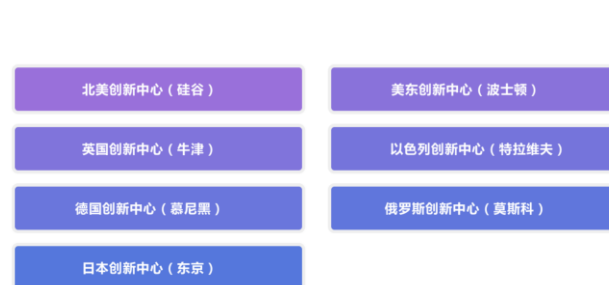 北美创新中心（硅谷）
美东创新中心（波士顿）
英国创新中心（牛津）
以色列创新中心（特拉维夫）
德国创新中心（慕尼黑）
俄罗斯创新中心（莫斯科）
日本创新中心（东京）